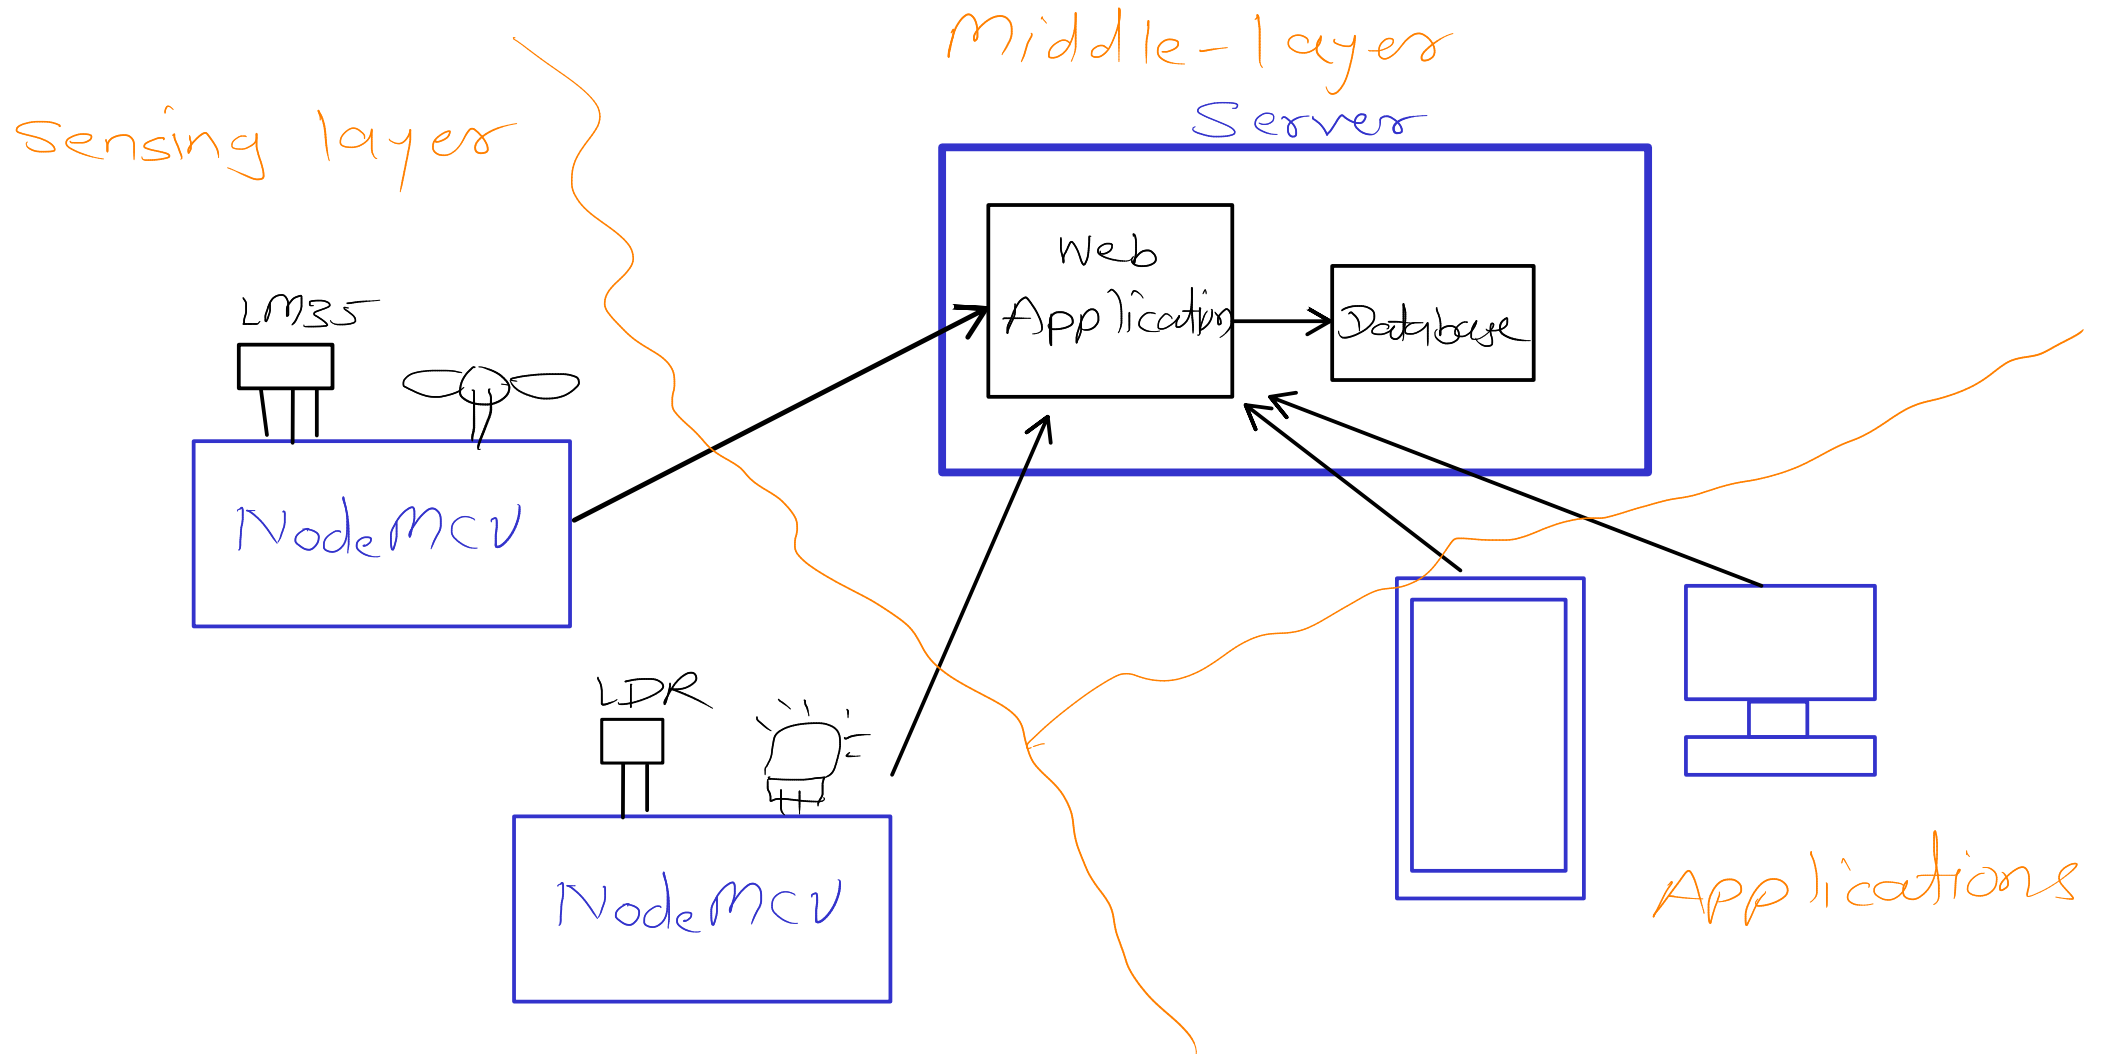 Middle-layer
Sensing layer
Server
Web
Application
Database
LM35
NodeMCU
LDR
NodeMCU
Applications